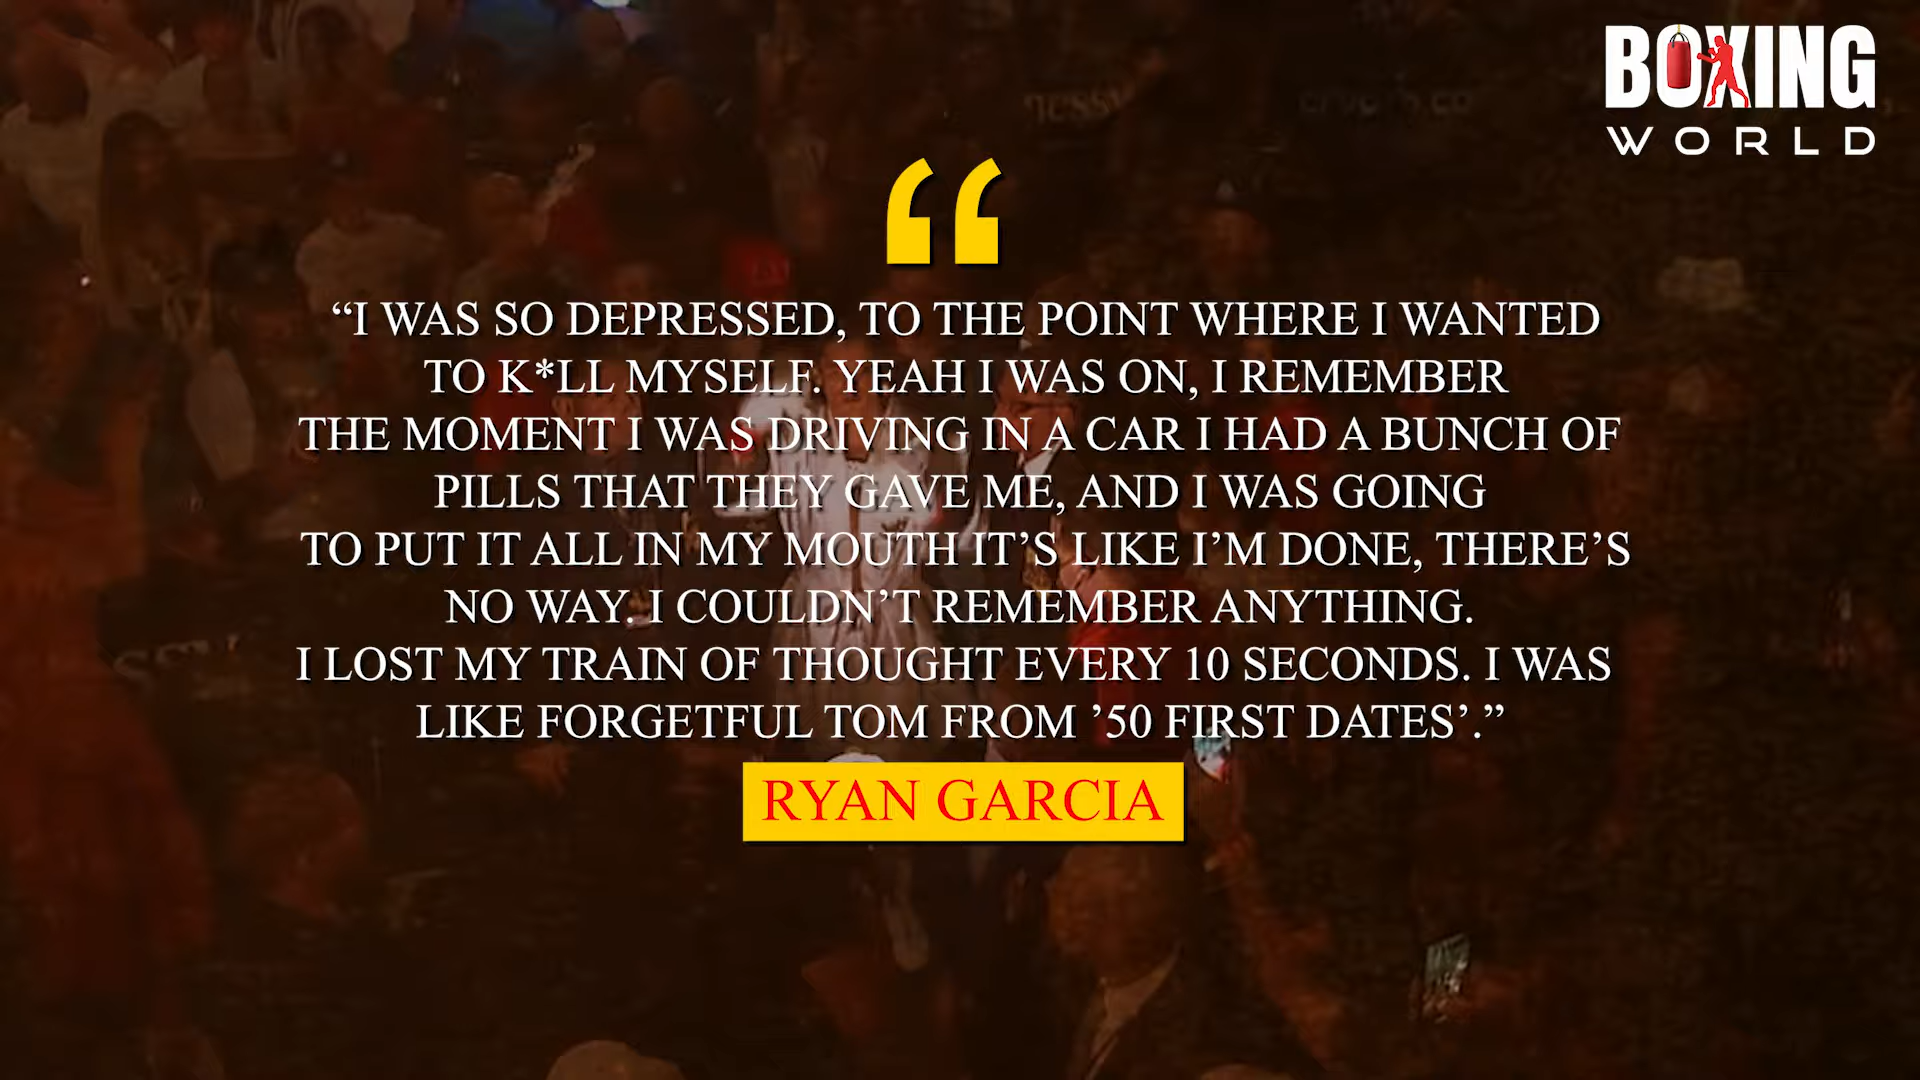 BOXING
WORLD
“
“I WAS SO DEPRESSED, TO THE POINT WHERE I WANTED
TO K*LL MYSELF. YEAH I WAS ON, I REMEMBER
THE MOMENT I WAS DRIVING IN A CAR I HAD A BUNCH OF
PILLS THAT THEY GAVE ME, AND I WAS GOING
TO PUT IT ALL IN MY MOUTH IT’S LIKE I’M DONE, THERE’S
NO WAY. I COULDN’T REMEMBER ANYTHING.
I LOST MY TRAIN OF THOUGHT EVERY 10 SECONDS. I WAS
LIKE FORGETFUL TOM FROM ’50 FIRST DATES’.”
RYAN GARCIA